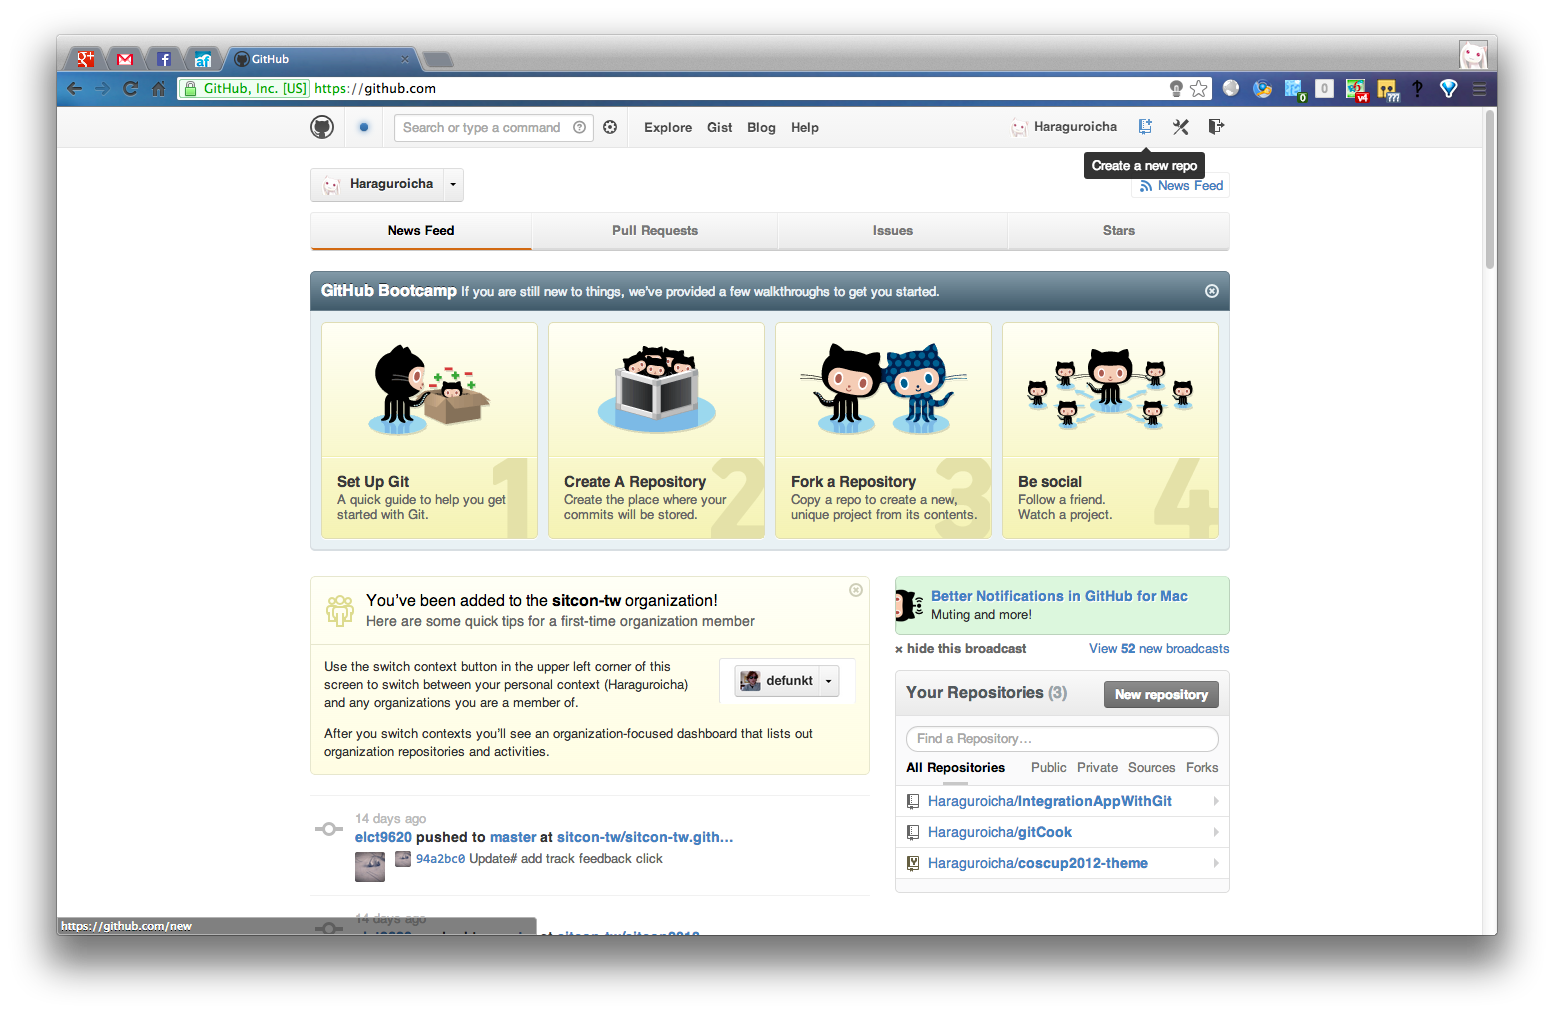 GitHub
GitHub, Inc. [US] https://github.com
0 0 v4 777
Search or type a command
Explore Gist Blog Help
Haraguroicha
Create a new repo
Haraguroicha
News Feed
News Feed Pull Requests Issues Stars
GitHub Bootcamp If you are still new to things, we've provided a few walkthroughs to get you started.
1
Set Up Git
A quick guide to help you get
started with Git.
2
Create A Repository
Create the place where your
commits will be stored.
3
Fork a Repository
Copy a repo to create a new,
unique project from its contents.
4
Be social
Follow a friend.
Watch a project.
You've been added to the sitcon-tw organization!
Here are some quick tips for a first-time organization member
Use the switch context button in the upper left corner of this
screen to switch between your personal context (Haraguroicha)
and any organizations you are a member of.
defunkt
After you switch contexts you'll see an organization-focused dashboard that lists out
organization repositories and activities.
14 days ago
elct9620 pushed to master at sitcon-tw/sitcon-tw.gith…
94a2bc0 Update# add track feedback click
14 days ago
Better Notifications in GitHub for Mac
Muting and more!
× hide this broadcast
View 52 new broadcasts
Your Repositories (3)
New repository
Find a Repository…
All Repositories Public Private Sources Forks
Haraguroicha/IntegrationAppWithGit
Haraguroicha/gitCook
Haraguroicha/coscup2012-theme
https://github.com/new